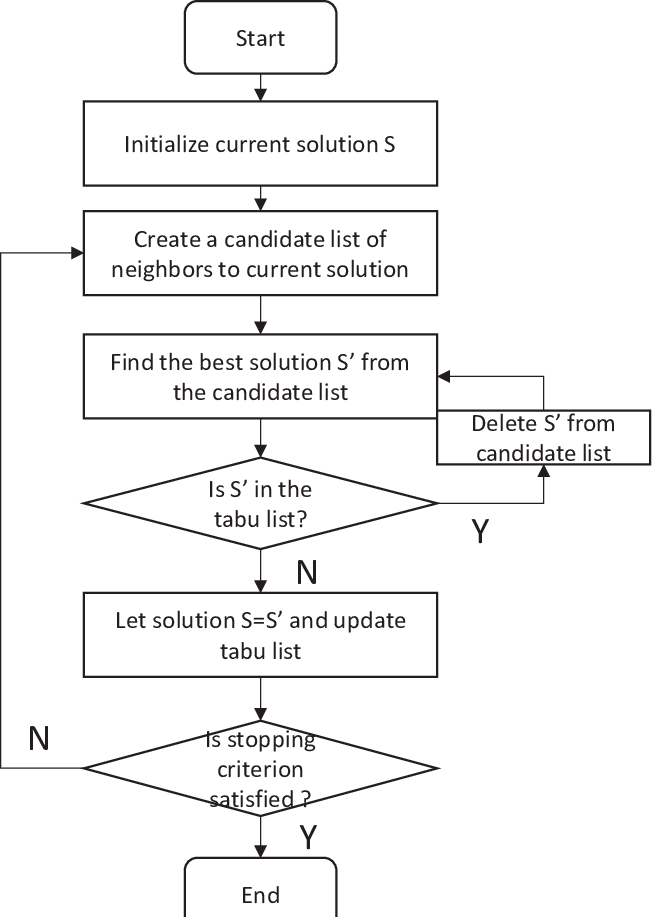 Start
Initialize current solution S
Create a candidate list of
neighbors to current solution
Find the best solution S’ from
the candidate list
Delete S’ from
candidate list
Is S’ in the
tabu list?
Y
N
Let solution S=S’ and update
tabu list
N
Is stopping
criterion
satisfied ?
Y
End